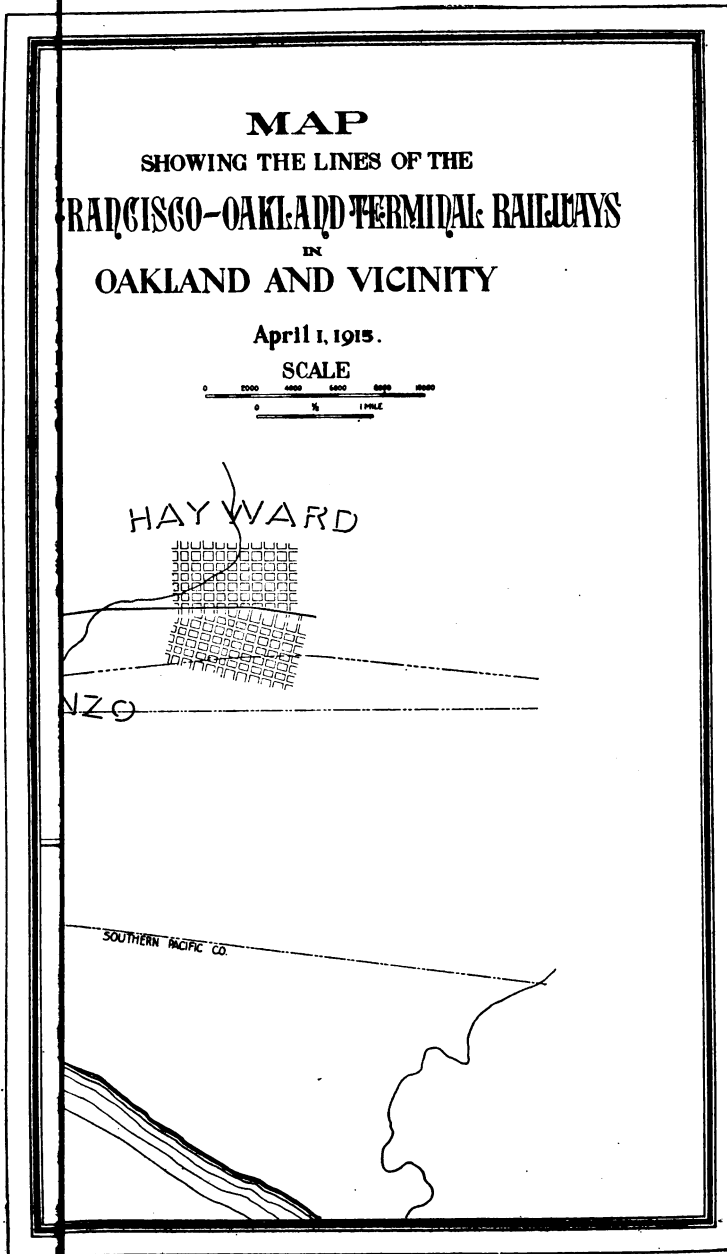 MAP
SHOWING THE LINES OF THE
FRANCISCO-OAKLAND TERMINAL RAILWAYS
IN
OAKLAND AND VICINITY
April 1, 1915.
SCALE
0 2000 4000 6000 8000 10000
0 ½ 1 MILE
HAYWARD
NZO
SOUTHERN PACIFIC CO.